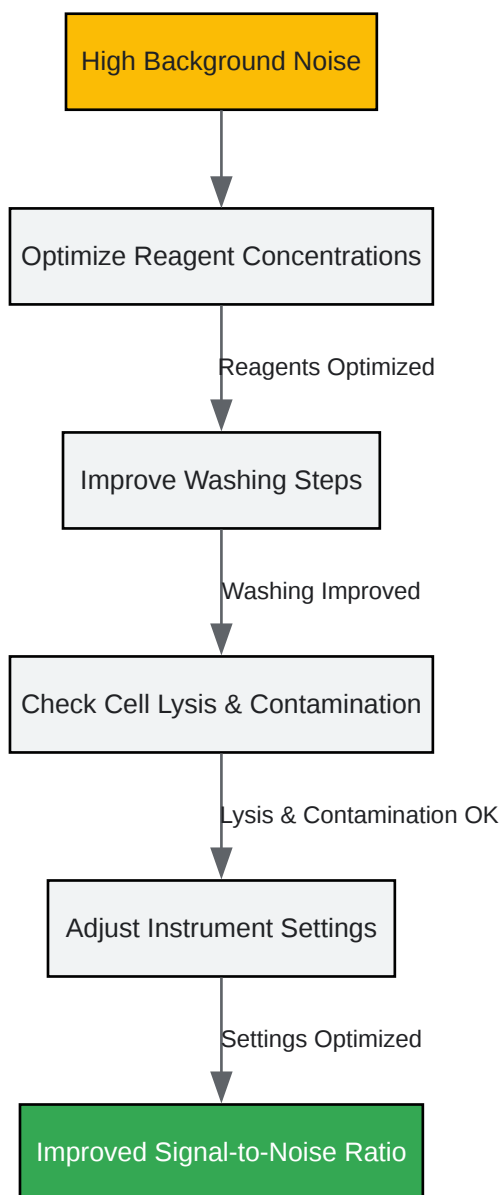 High Background Noise
Optimize Reagent Concentrations
Reagents Optimized
Improve Washing Steps
Washing Improved
Check Cell Lysis & Contamination
Lysis & Contamination OK
Adjust Instrument Settings
Settings Optimized
Improved Signal-to-Noise Ratio